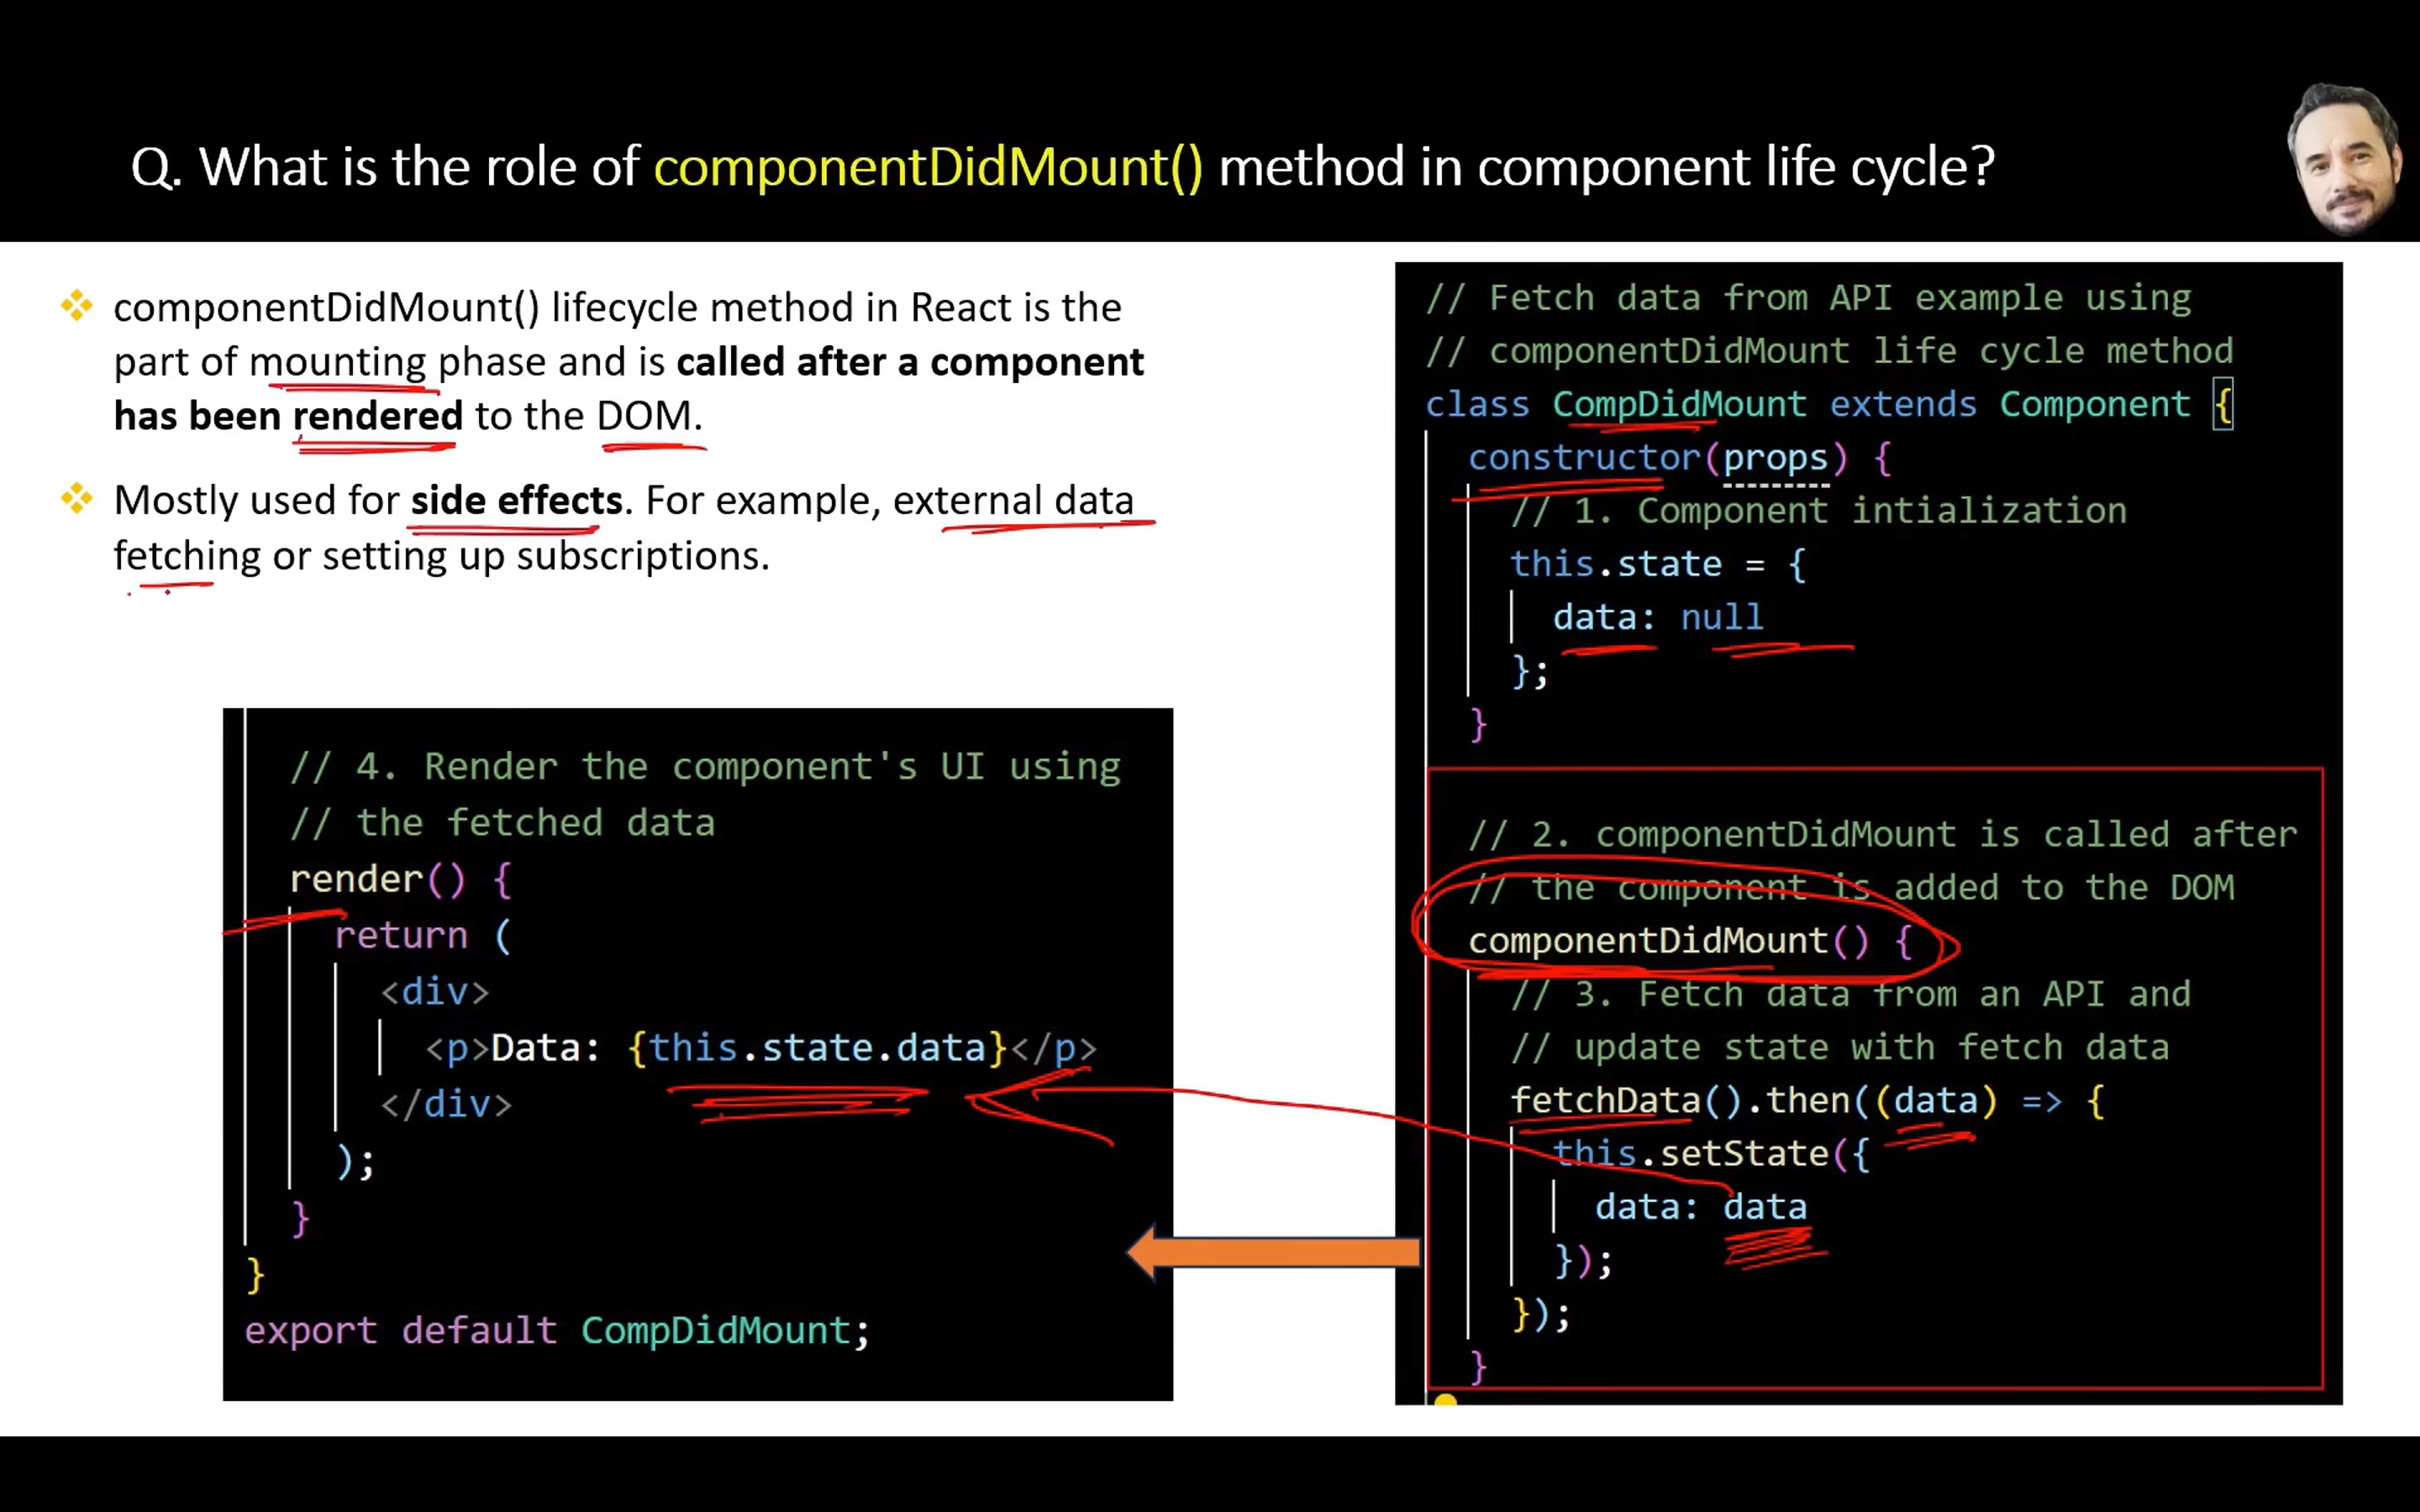 Q. What is the role of componentDidMount() method in component life cycle?
componentDidMount() lifecycle method in React is the
part of mounting phase and is called after a component
has been rendered to the DOM.
Mostly used for side effects. For example, external data
fetching or setting up subscriptions.
// Fetch data from API example using
// componentDidMount life cycle method
class CompDidMount extends Component {
constructor(props) {
// 1. Component intialization
this.state = {
data: null
};
}
// 2. componentDidMount is called after
// the component is added to the DOM
componentDidMount() {
// 3. Fetch data from an API and
// update state with fetch data
fetchData().then((data) => {
this.setState({
data: data
});
});
}
// 4. Render the component's UI using
// the fetched data
render() {
return (
<div>
<p>Data: {this.state.data}</p>
</div>
);
}
}
export default CompDidMount;